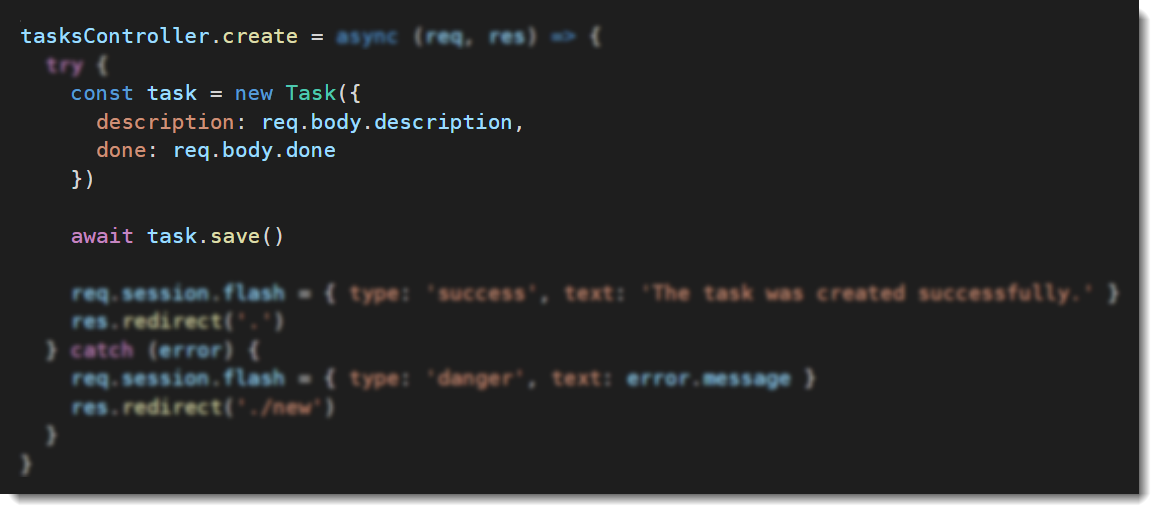 tasksController.create = async (req, res) => {
  try {
    const task = new Task({
      description: req.body.description,
      done: req.body.done
    })

    await task.save()

    req.session.flash = { type: 'success', text: 'The task was created successfully.' }
    res.redirect('.')
  } catch (error) {
    req.session.flash = { type: 'danger', text: error.message }
    res.redirect('./new')
  }
}